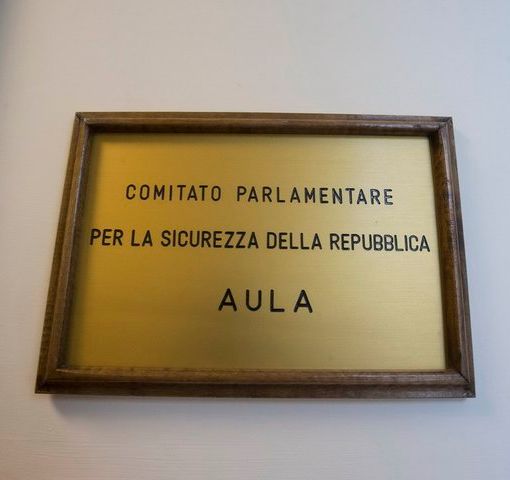 COMITATO PARLAMENTARE
PER LA SICUREZZA DELLA REPUBBLICA
AULA